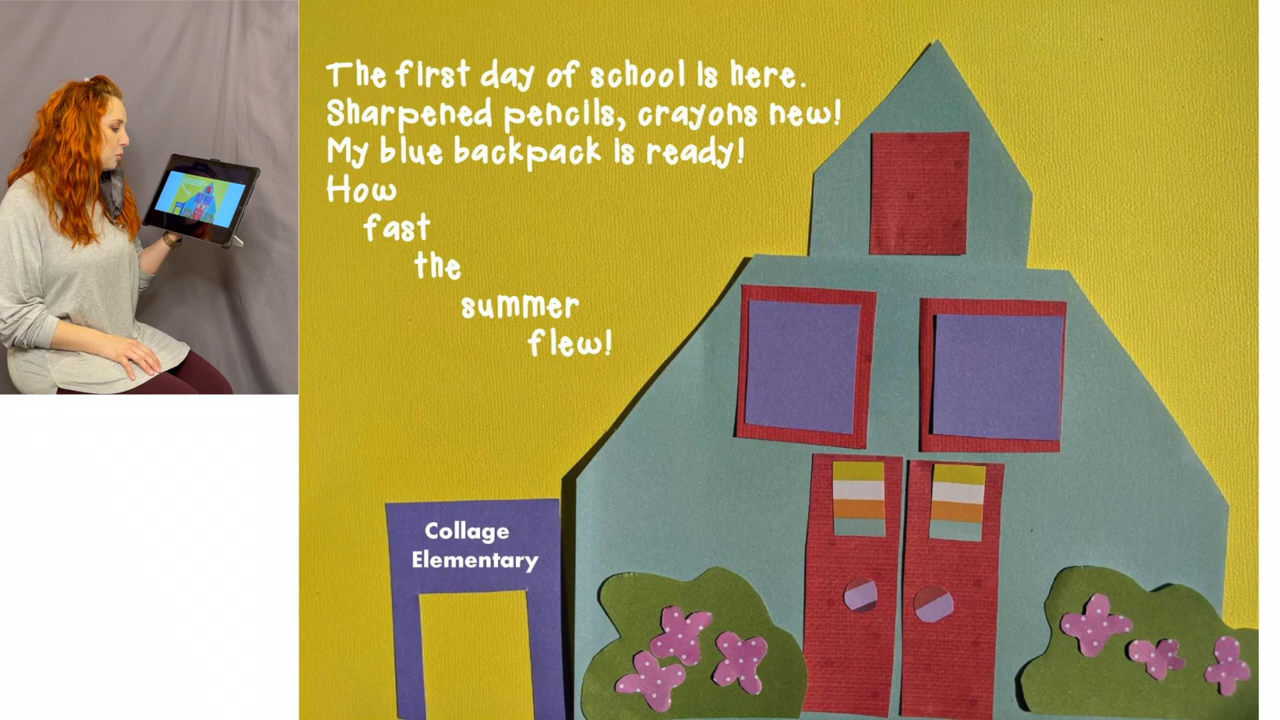 The first day of school is here.
Sharpened pencils, crayons new!
My blue backpack is ready!
How
fast
the
summer
flew!
Collage
Elementary